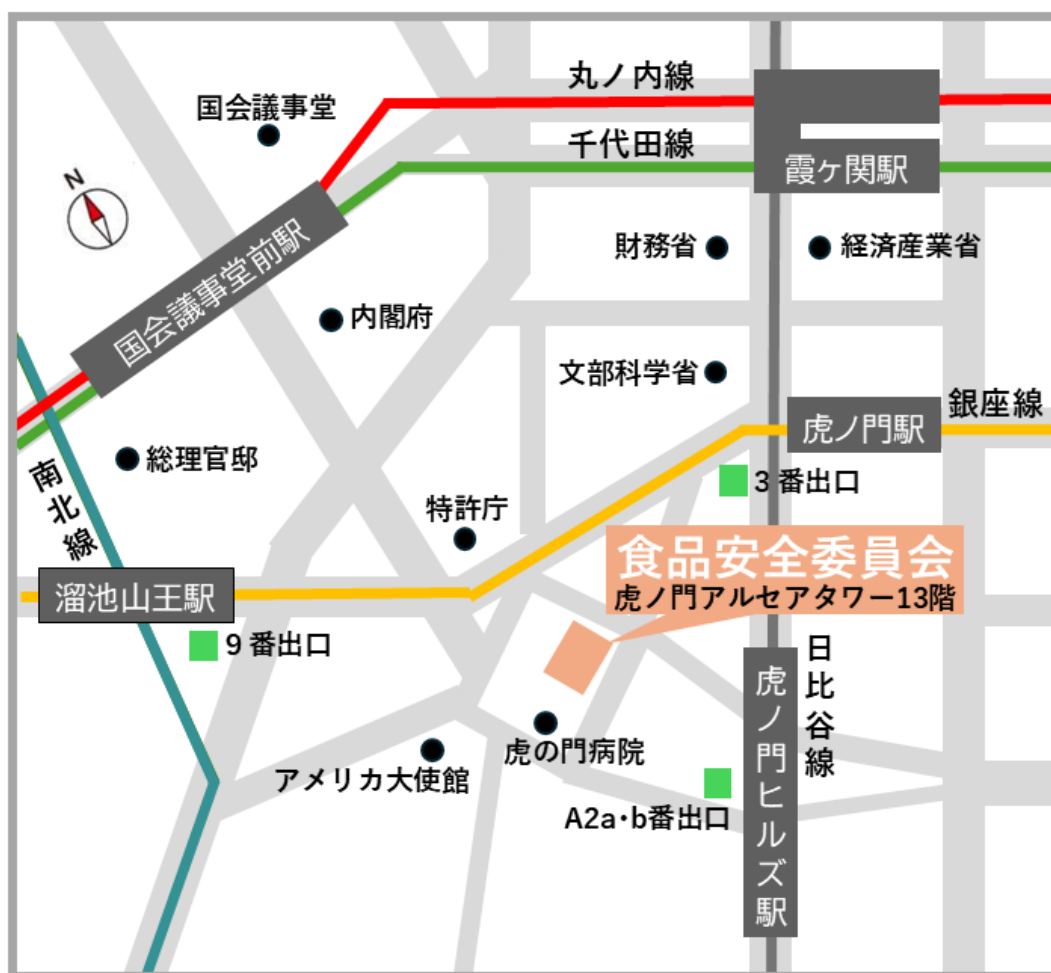 丸ノ内線
国会議事堂
千代田線
霞ヶ関駅
N
財務省
経済産業省
国会議事堂前駅
内閣府
文部科学省
銀座線
虎ノ門駅
総理官邸
南北線
3番出口
特許庁
食品安全委員会
虎ノ門アルセアタワー13階
溜池山王駅
9番出口
日比谷線
虎ノ門ヒルズ駅
虎の門病院
アメリカ大使館
A2a・b番出口